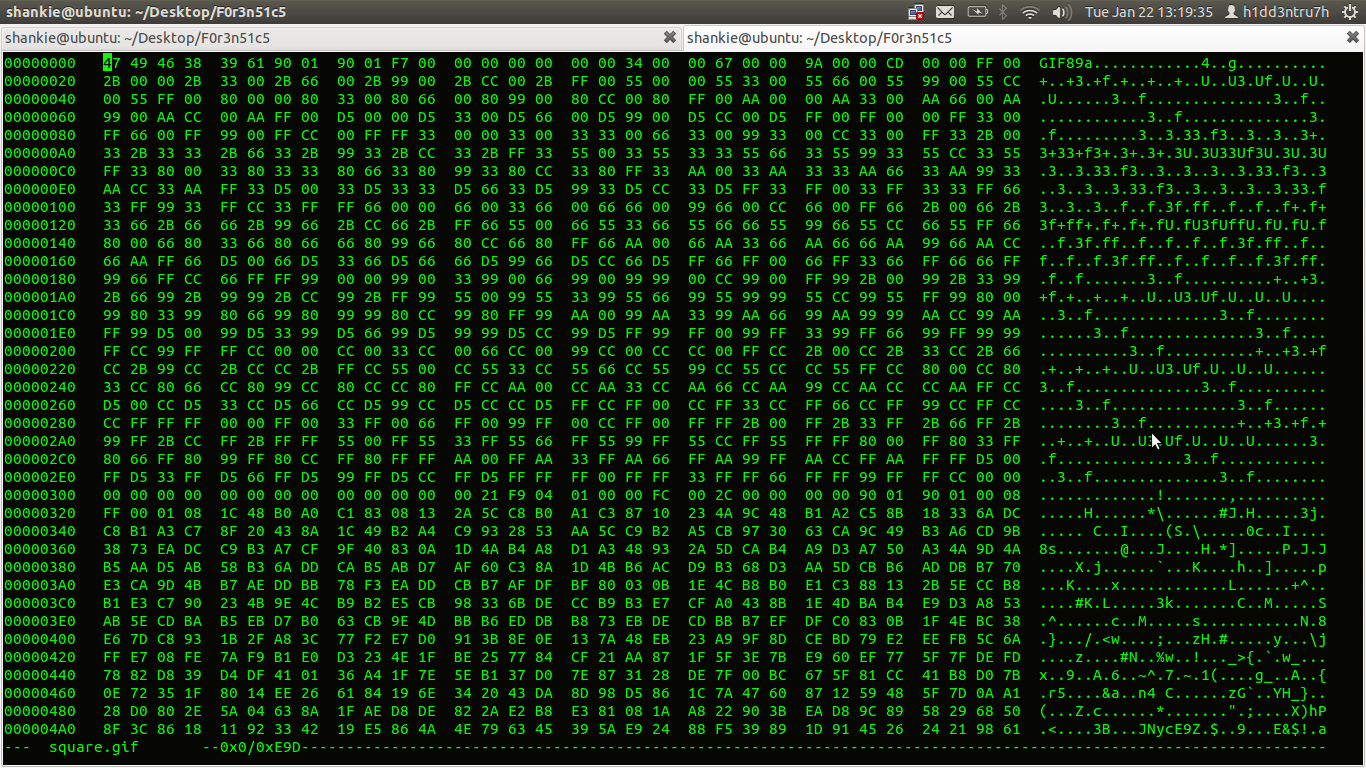 shankie@ubuntu: ~/Desktop/F0r3n51c5 Tue Jan 22 13:19:35 h1dd3ntru7h
shankie@ubuntu: ~/Desktop/F0r3n51c5 shankie@ubuntu: ~/Desktop/F0r3n51c5
00000000 47 49 46 38 39 61 90 01 90 01 F7 00 00 00 00 00 00 00 34 00 00 67 00 00 9A 00 00 CD 00 00 FF 00 GIF89a............4..g..........
00000020 2B 00 00 2B 33 00 2B 66 00 2B 99 00 2B CC 00 2B FF 00 55 00 00 55 33 00 55 66 00 55 99 00 55 CC +..+3.+f.+..+..+..U..U3.Uf.U..U.
00000040 00 55 FF 00 80 00 00 80 33 00 80 66 00 80 99 00 80 CC 00 80 FF 00 AA 00 00 AA 33 00 AA 66 00 AA .U......3..f..............3..f..
00000060 99 00 AA CC 00 AA FF 00 D5 00 00 D5 33 00 D5 66 00 D5 99 00 D5 CC 00 D5 FF 00 FF 00 00 FF 33 00 ............3..f..............3.
00000080 FF 66 00 FF 99 00 FF CC 00 FF FF 33 00 00 33 00 33 33 00 66 33 00 99 33 00 CC 33 00 FF 33 2B 00 .f.........3..3.33.f3..3..3..3+.
000000A0 33 2B 33 33 2B 66 33 2B 99 33 2B CC 33 2B FF 33 55 00 33 55 33 33 55 66 33 55 99 33 55 CC 33 55 3+33+f3+.3+.3+.3U.3U33Uf3U.3U.3U
000000C0 FF 33 80 00 33 80 33 33 80 66 33 80 99 33 80 CC 33 80 FF 33 AA 00 33 AA 33 33 AA 66 33 AA 99 33 .3..3.33.f3..3..3..3..3.33.f3..3
000000E0 AA CC 33 AA FF 33 D5 00 33 D5 33 33 D5 66 33 D5 99 33 D5 CC 33 D5 FF 33 FF 00 33 FF 33 33 FF 66 ..3..3..3.33.f3..3..3..3..3.33.f
00000100 33 FF 99 33 FF CC 33 FF FF 66 00 00 66 00 33 66 00 66 66 00 99 66 00 CC 66 00 FF 66 2B 00 66 2B 3..3..3..f..f.3f.ff..f..f..f+.f+
00000120 33 66 2B 66 66 2B 99 66 2B CC 66 2B FF 66 55 00 66 55 33 66 55 66 66 55 99 66 55 CC 66 55 FF 66 3f+ff+.f+.f+.fU.fU3fUffU.fU.fU.f
00000140 80 00 66 80 33 66 80 66 66 80 99 66 80 CC 66 80 FF 66 AA 00 66 AA 33 66 AA 66 66 AA 99 66 AA CC ..f.3f.ff..f..f..f..f.3f.ff..f..
00000160 66 AA FF 66 D5 00 66 D5 33 66 D5 66 66 D5 99 66 D5 CC 66 D5 FF 66 FF 00 66 FF 33 66 FF 66 66 FF f..f..f.3f.ff..f..f..f..f.3f.ff.
00000180 99 66 FF CC 66 FF FF 99 00 00 99 00 33 99 00 66 99 00 99 99 00 CC 99 00 FF 99 2B 00 99 2B 33 99 .f..f.......3..f..........+..+3.
000001A0 2B 66 99 2B 99 99 2B CC 99 2B FF 99 55 00 99 55 33 99 55 66 99 55 99 99 55 CC 99 55 FF 99 80 00 +f.+..+..+..U..U3.Uf.U..U..U....
000001C0 99 80 33 99 80 66 99 80 99 99 80 CC 99 80 FF 99 AA 00 99 AA 33 99 AA 66 99 AA 99 99 AA CC 99 AA ..3..f..............3..f........
000001E0 FF 99 D5 00 99 D5 33 99 D5 66 99 D5 99 99 D5 CC 99 D5 FF 99 FF 00 99 FF 33 99 FF 66 99 FF 99 99 ......3..f..............3..f....
00000200 FF CC 99 FF FF CC 00 00 CC 00 33 CC 00 66 CC 00 99 CC 00 CC CC 00 FF CC 2B 00 CC 2B 33 CC 2B 66 ..........3..f..........+..+3.+f
00000220 CC 2B 99 CC 2B CC CC 2B FF CC 55 00 CC 55 33 CC 55 66 CC 55 99 CC 55 CC CC 55 FF CC 80 00 CC 80 .+..+..+..U..U3.Uf.U..U..U......
00000240 33 CC 80 66 CC 80 99 CC 80 CC CC 80 FF CC AA 00 CC AA 33 CC AA 66 CC AA 99 CC AA CC CC AA FF CC 3..f..............3..f..........
00000260 D5 00 CC D5 33 CC D5 66 CC D5 99 CC D5 CC CC D5 FF CC FF 00 CC FF 33 CC FF 66 CC FF 99 CC FF CC ....3..f..............3..f......
00000280 CC FF FF FF 00 00 FF 00 33 FF 00 66 FF 00 99 FF 00 CC FF 00 FF FF 2B 00 FF 2B 33 FF 2B 66 FF 2B ........3..f..........+..+3.+f.+
000002A0 99 FF 2B CC FF 2B FF FF 55 00 FF 55 33 FF 55 66 FF 55 99 FF 55 CC FF 55 FF FF 80 00 FF 80 33 FF ..+..+..U..U3.Uf.U..U..U......3.
000002C0 80 66 FF 80 99 FF 80 CC FF 80 FF FF AA 00 FF AA 33 FF AA 66 FF AA 99 FF AA CC FF AA FF FF D5 00 .f..............3..f............
000002E0 FF D5 33 FF D5 66 FF D5 99 FF D5 CC FF D5 FF FF FF 00 FF FF 33 FF FF 66 FF FF 99 FF FF CC 00 00 ..3..f..............3..f........
00000300 00 00 00 00 00 00 00 00 00 00 00 00 00 21 F9 04 01 00 00 FC 00 2C 00 00 00 00 90 01 90 01 00 08 .............!.......,..........
00000320 FF 00 01 08 1C 48 B0 A0 C1 83 08 13 2A 5C C8 B0 A1 C3 87 10 23 4A 9C 48 B1 A2 C5 8B 18 33 6A DC .....H......*\......#J.H.....3j.
00000340 C8 B1 A3 C7 8F 20 43 8A 1C 49 B2 A4 C9 93 28 53 AA 5C C9 B2 A5 CB 97 30 63 CA 9C 49 B3 A6 CD 9B ..... C..I....(S.\.....0c..I....
00000360 38 73 EA DC C9 B3 A7 CF 9F 40 83 0A 1D 4A B4 A8 D1 A3 48 93 2A 5D CA B4 A9 D3 A7 50 A3 4A 9D 4A 8s.......@...J....H.*].....P.J.J
00000380 B5 AA D5 AB 58 B3 6A DD CA B5 AB D7 AF 60 C3 8A 1D 4B B6 AC D9 B3 68 D3 AA 5D CB B6 AD DB B7 70 ....X.j......`...K....h..].....p
000003A0 E3 CA 9D 4B B7 AE DD BB 78 F3 EA DD CB B7 AF DF BF 80 03 0B 1E 4C B8 B0 E1 C3 88 13 2B 5E CC B8 ...K....x............L......+^..
000003C0 B1 E3 C7 90 23 4B 9E 4C B9 B2 E5 CB 98 33 6B DE CC B9 B3 E7 CF A0 43 8B 1E 4D BA B4 E9 D3 A8 53 ....#K.L.....3k.......C..M.....S
000003E0 AB 5E CD BA B5 EB D7 B0 63 CB 9E 4D BB B6 ED DB B8 73 EB DE CD BB B7 EF DF C0 83 0B 1F 4E BC 38 .^......c..M.....s...........N.8
00000400 E6 7D C8 93 1B 2F A8 3C 77 F2 E7 D0 91 3B 8E 0E 13 7A 48 EB 23 A9 9F 8D CE BD 79 E2 EE FB 5C 6A .}.../.<w....;...zH.#.....y...\j
00000420 FF E7 08 FE 7A F9 B1 E0 D3 23 4E 1F BE 25 77 84 CF 21 AA 87 1F 5F 3E 7B E9 60 EF 77 5F 7F DE FD ....z....#N..%w..!..._>{.`.w_...
00000440 78 82 D8 39 D4 DF 41 01 36 A4 1F 7E 5E B1 37 D0 7E 87 31 28 DE 7F 00 BC 67 5F 81 CC 41 B8 D0 7B x..9..A.6..~^.7.~.1(....g_..A..{
00000460 0E 72 35 1F 80 14 EE 26 61 84 19 6E 34 20 43 DA 8D 98 D5 86 1C 7A 47 60 87 12 59 48 5F 7D 0A A1 .r5....&a..n4 C......zG`..YH_}..
00000480 28 D0 80 2E 5A 04 63 8A 1F AE D8 DE 82 2A E2 B8 E3 81 08 1A A8 22 90 3B EA D8 9C 89 58 29 68 50 (...Z.c......*.......".;....X)hP
000004A0 8F 3C 86 18 11 92 33 42 19 E5 86 4A 4E 79 63 45 39 5A E9 24 88 F5 39 89 1D 91 45 26 24 21 98 61 .<....3B...JNycE9Z.$..9...E&$!.a
--- square.gif --0x0/0xE9D---